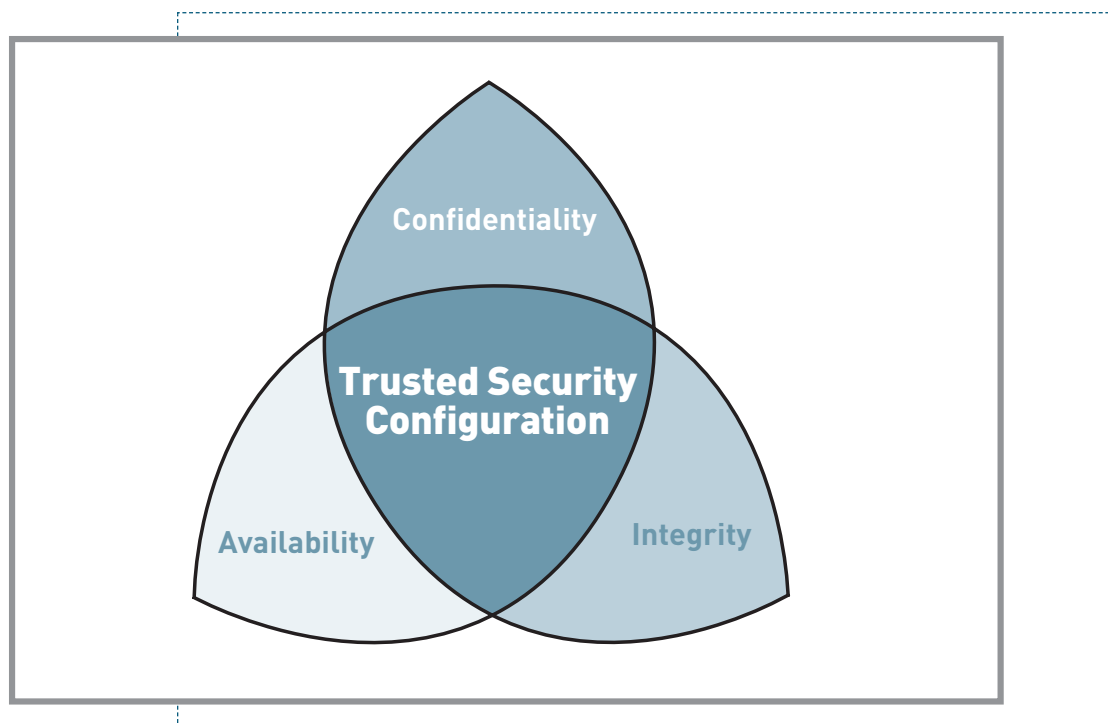 Confidentiality
Trusted Security
Configuration
Availability
Integrity